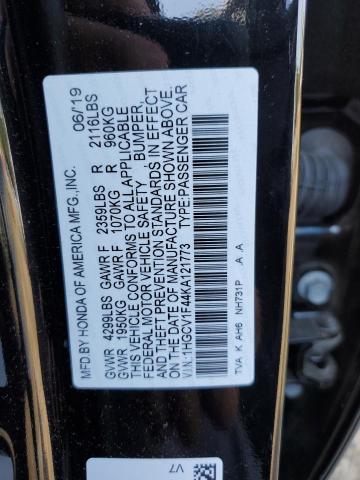 MFD BY HONDA OF AMERICA MFG.,INC. 06/19
GVWR 4299LBS GAWR F 2359LBS R 2116LBS
GVWR 1950KG GAWR F 1070KG R 960KG
THIS VEHICLE CONFORMS TO ALL APPLICABLE
FEDERAL MOTOR VEHICLE SAFETY BUMPER,
AND THEFT PREVENTION STANDARDS IN EFFECT
ON THE DATE OF MANUFACTURE SHOWN ABOVE.
V.I.N.:1HGCV1F44KA121773 TYPE:PASSENGER CAR
TVA K AH6 NH731P A A
V7